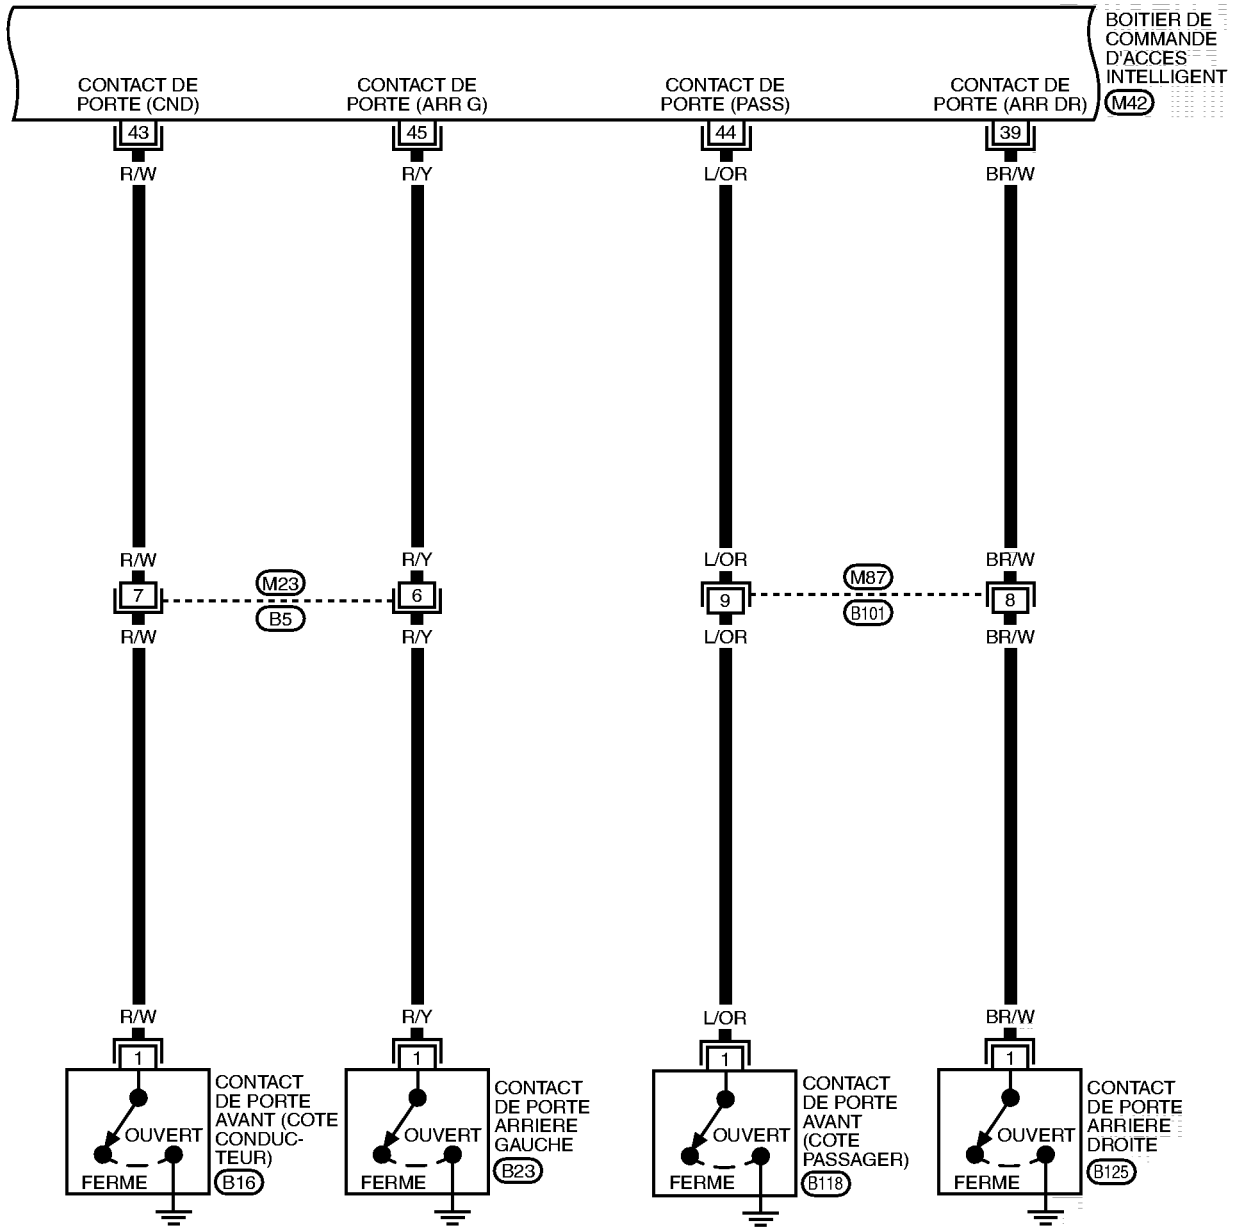 BOITIER DE
COMMANDE
D'ACCES
INTELLIGENT
M42
CONTACT DE
PORTE (CND)
CONTACT DE
PORTE (ARR G)
CONTACT DE
PORTE (PASS)
CONTACT DE
PORTE (ARR DR)
43
45
44
39
R/W
R/Y
L/OR
BR/W
R/W
R/Y
L/OR
BR/W
7
M23
B5
6
9
M87
B101
8
R/W
R/Y
L/OR
BR/W
R/W
R/Y
L/OR
BR/W
1
1
1
1
OUVERT
FERME
CONTACT
DE PORTE
AVANT (COTE
CONDUC-
TEUR)
B16
OUVERT
FERME
CONTACT
DE PORTE
ARRIERE
GAUCHE
B23
OUVERT
FERME
CONTACT
DE PORTE
AVANT
(COTE
PASSAGER)
B118
OUVERT
FERME
CONTACT
DE PORTE
ARRIERE
DROITE
B125